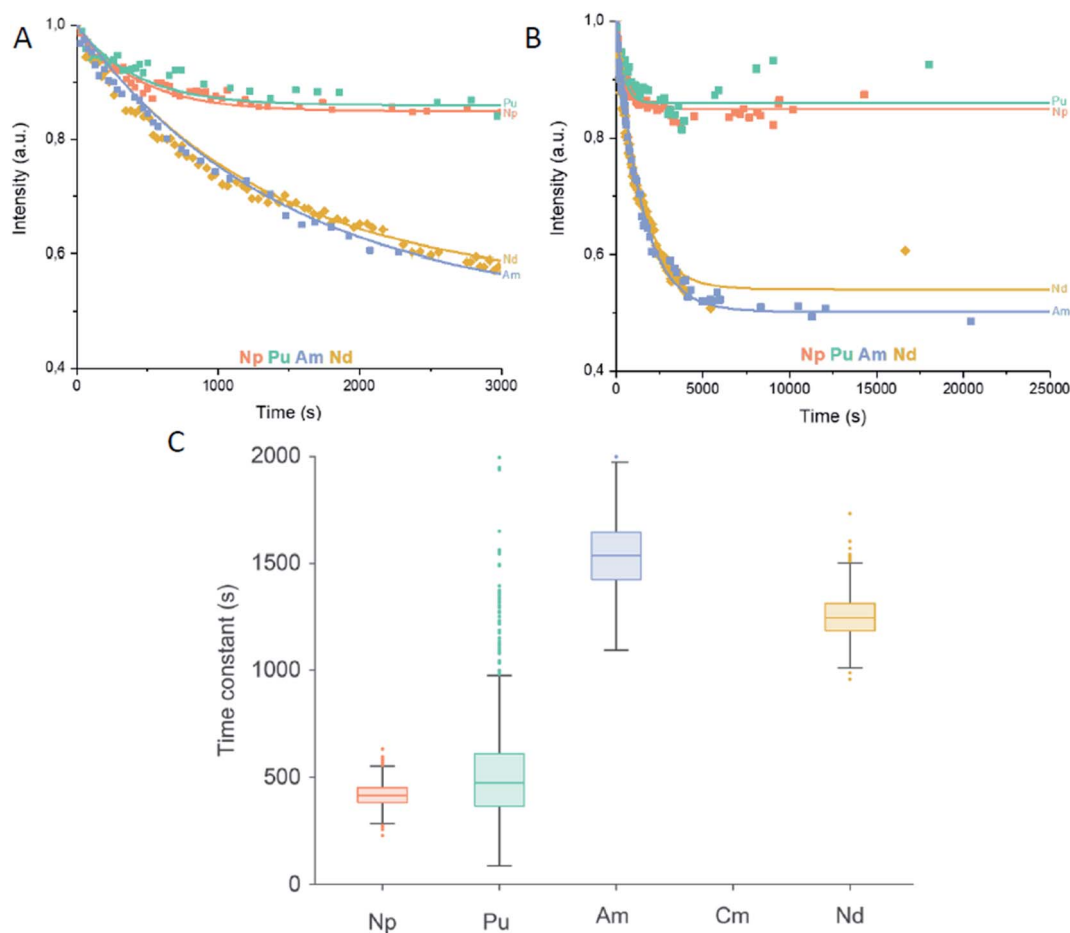 A
Intensity (a.u.)
1,0
0,8
0,6
0,4
Pu
Np
Nd
Am
Np Pu Am Nd
0 1000 2000 3000
Time (s)
B
Intensity (a.u.)
1,0
0,8
0,6
0,4
Pu
Np
Nd
Am
Np Pu Am Nd
0 5000 10000 15000 20000 25000
Time (s)
C
Time constant (s)
2000
1500
1000
500
0
Np Pu Am Cm Nd